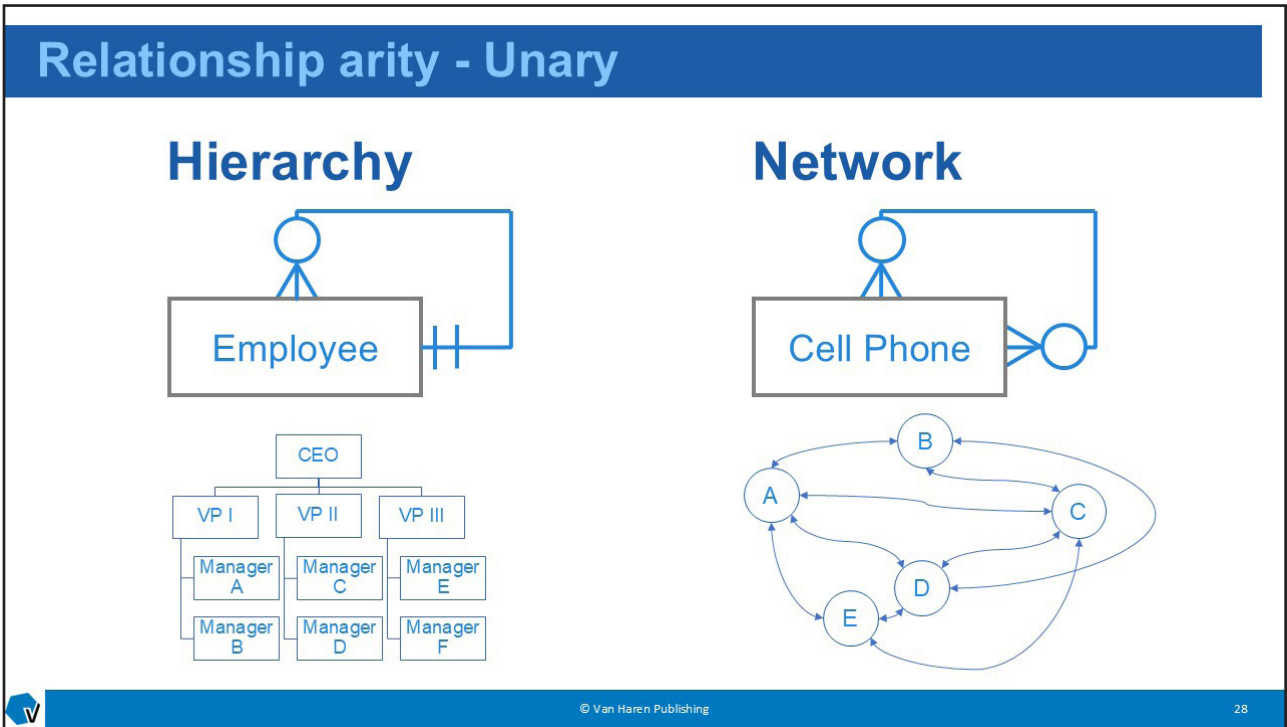 Relationship arity - Unary
Hierarchy
Employee
CEO
VP I
VP II
VP III
Manager
A
Manager
C
Manager
E
Manager
B
Manager
D
Manager
F
Network
Cell Phone
B
A
C
D
E
V
© Van Haren Publishing
28